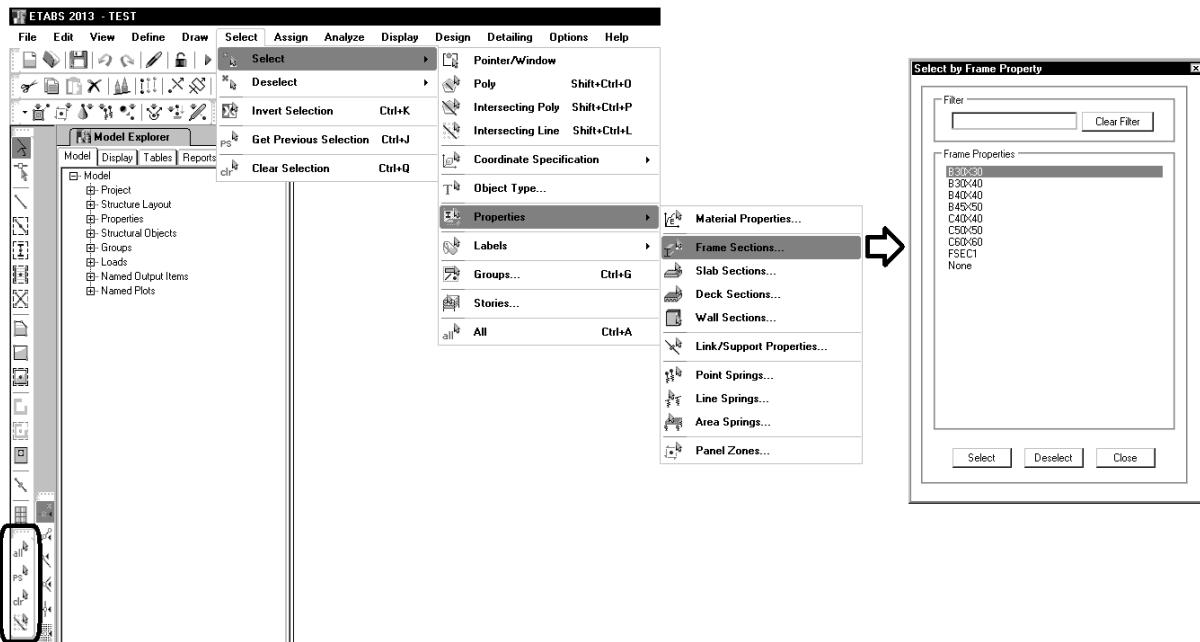 ETABS 2013 - TEST
File Edit View Define Draw Select Assign Analyze Display Design Detailing Options Help
Select
Deselect
Invert Selection Ctrl+K
Get Previous Selection Ctrl+J
PS
Clear Selection Ctrl+Q
clr
Pointer/Window
Poly Shift+Ctrl+O
Intersecting Poly Shift+Ctrl+P
Intersecting Line Shift+Ctrl+L
Coordinate Specification
Object Type...
Properties
Labels
Groups... Ctrl+G
Stories...
all All Ctrl+A
Material Properties...
Frame Sections...
Slab Sections...
Deck Sections...
Wall Sections...
Link/Support Properties...
Point Springs...
Line Springs...
Area Springs...
Panel Zones...
Model Explorer
Model Display Tables Reports
Model
Project
Structure Layout
Properties
Structural Objects
Groups
Loads
Named Output Items
Named Plots
all
PS
clr
Select by Frame Property
Filter
Clear Filter
Frame Properties
B30X30
B30X40
B40X40
B45X50
C40X40
C50X50
C60X60
FSEC1
None
Select Deselect Close